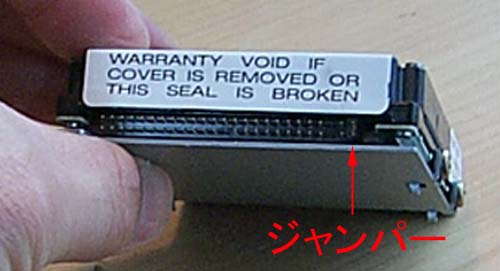 WARRANTY VOID IF
COVER IS REMOVED OR
THIS SEAL IS BROKEN
ジャンパー